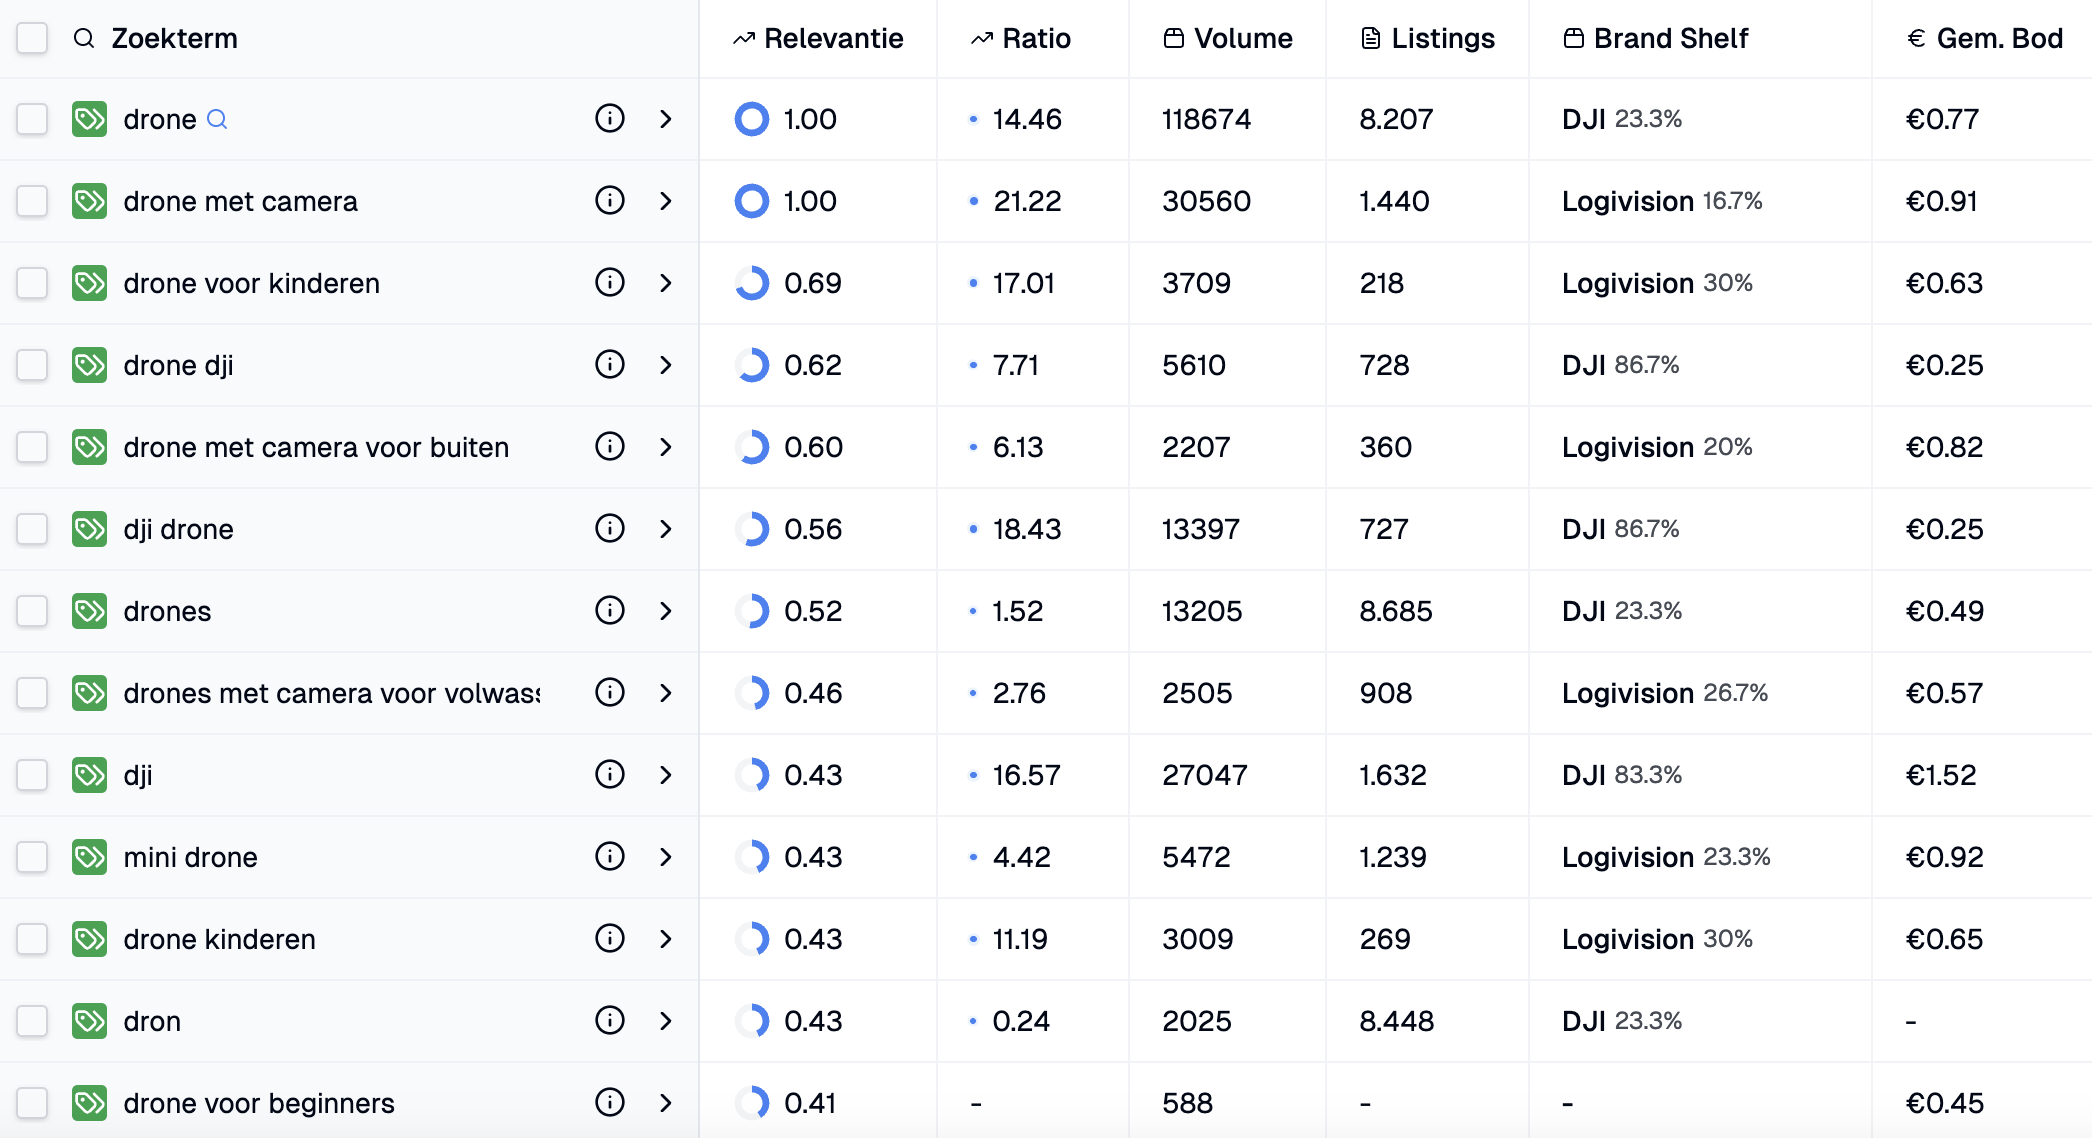 Zoekterm Relevantie Ratio Volume Listings Brand Shelf € Gem. Bod
drone 1.00 14.46 118674 8.207 DJI 23.3% €0.77
drone met camera 1.00 21.22 30560 1.440 Logivision 16.7% €0.91
drone voor kinderen 0.69 17.01 3709 218 Logivision 30% €0.63
drone dji 0.62 7.71 5610 728 DJI 86.7% €0.25
drone met camera voor buiten 0.60 6.13 2207 360 Logivision 20% €0.82
dji drone 0.56 18.43 13397 727 DJI 86.7% €0.25
drones 0.52 1.52 13205 8.685 DJI 23.3% €0.49
drones met camera voor volwass 0.46 2.76 2505 908 Logivision 26.7% €0.57
dji 0.43 16.57 27047 1.632 DJI 83.3% €1.52
mini drone 0.43 4.42 5472 1.239 Logivision 23.3% €0.92
drone kinderen 0.43 11.19 3009 269 Logivision 30% €0.65
dron 0.43 0.24 2025 8.448 DJI 23.3% -
drone voor beginners 0.41 - 588 - - €0.45